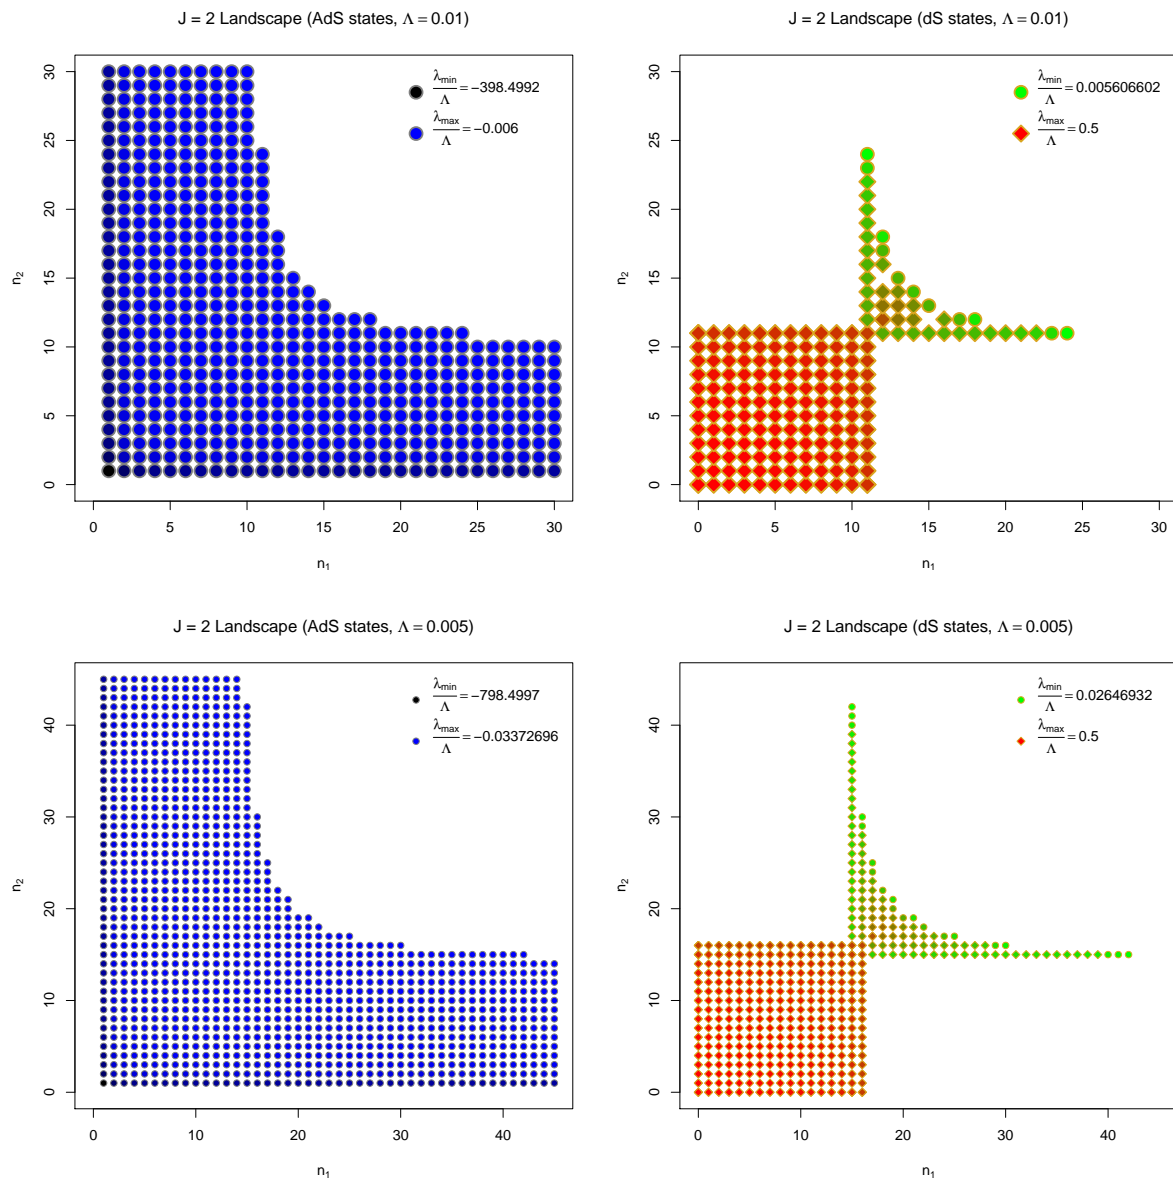 J = 2 Landscape (AdS states, Λ = 0.01)
λmin/Λ = −398.4992
λmax/Λ = −0.006
n₂
0 5 10 15 20 25 30
0 5 10 15 20 25 30
n₁
J = 2 Landscape (dS states, Λ = 0.01)
λmin/Λ = 0.005606602
λmax/Λ = 0.5
n₂
0 5 10 15 20 25 30
0 5 10 15 20 25 30
n₁
J = 2 Landscape (AdS states, Λ = 0.005)
λmin/Λ = −798.4997
λmax/Λ = −0.03372696
n₂
0 10 20 30 40
0 10 20 30 40
n₁
J = 2 Landscape (dS states, Λ = 0.005)
λmin/Λ = 0.02646932
λmax/Λ = 0.5
n₂
0 10 20 30 40
0 10 20 30 40
n₁